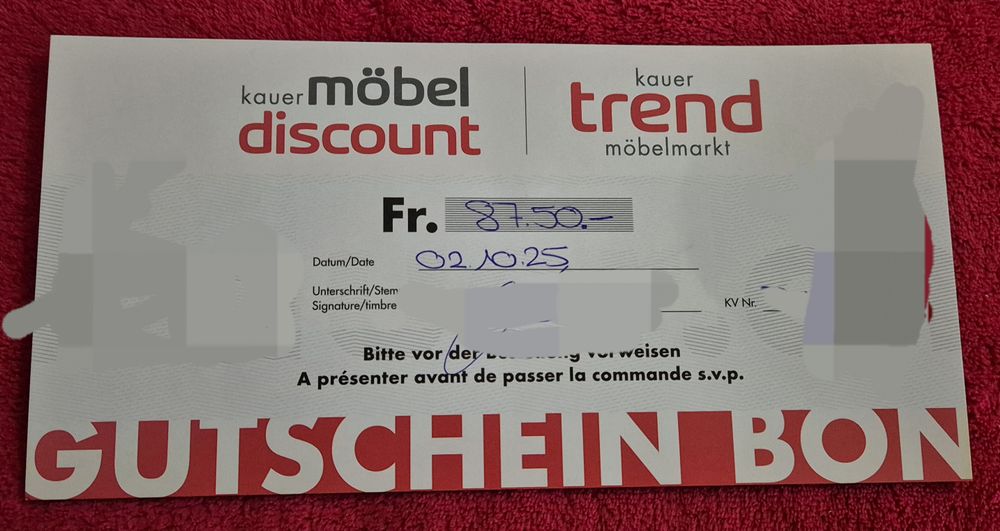 kauer möbel
discount
kauer
trend
möbelmarkt
Fr. 87.50.-
Datum/Date 02.10.25
Unterschrift/Stem
Signature/timbre
KV Nr.
Bitte vor der
A présenter avant de passer la commande s.v.p.
GUTSCHEIN BON